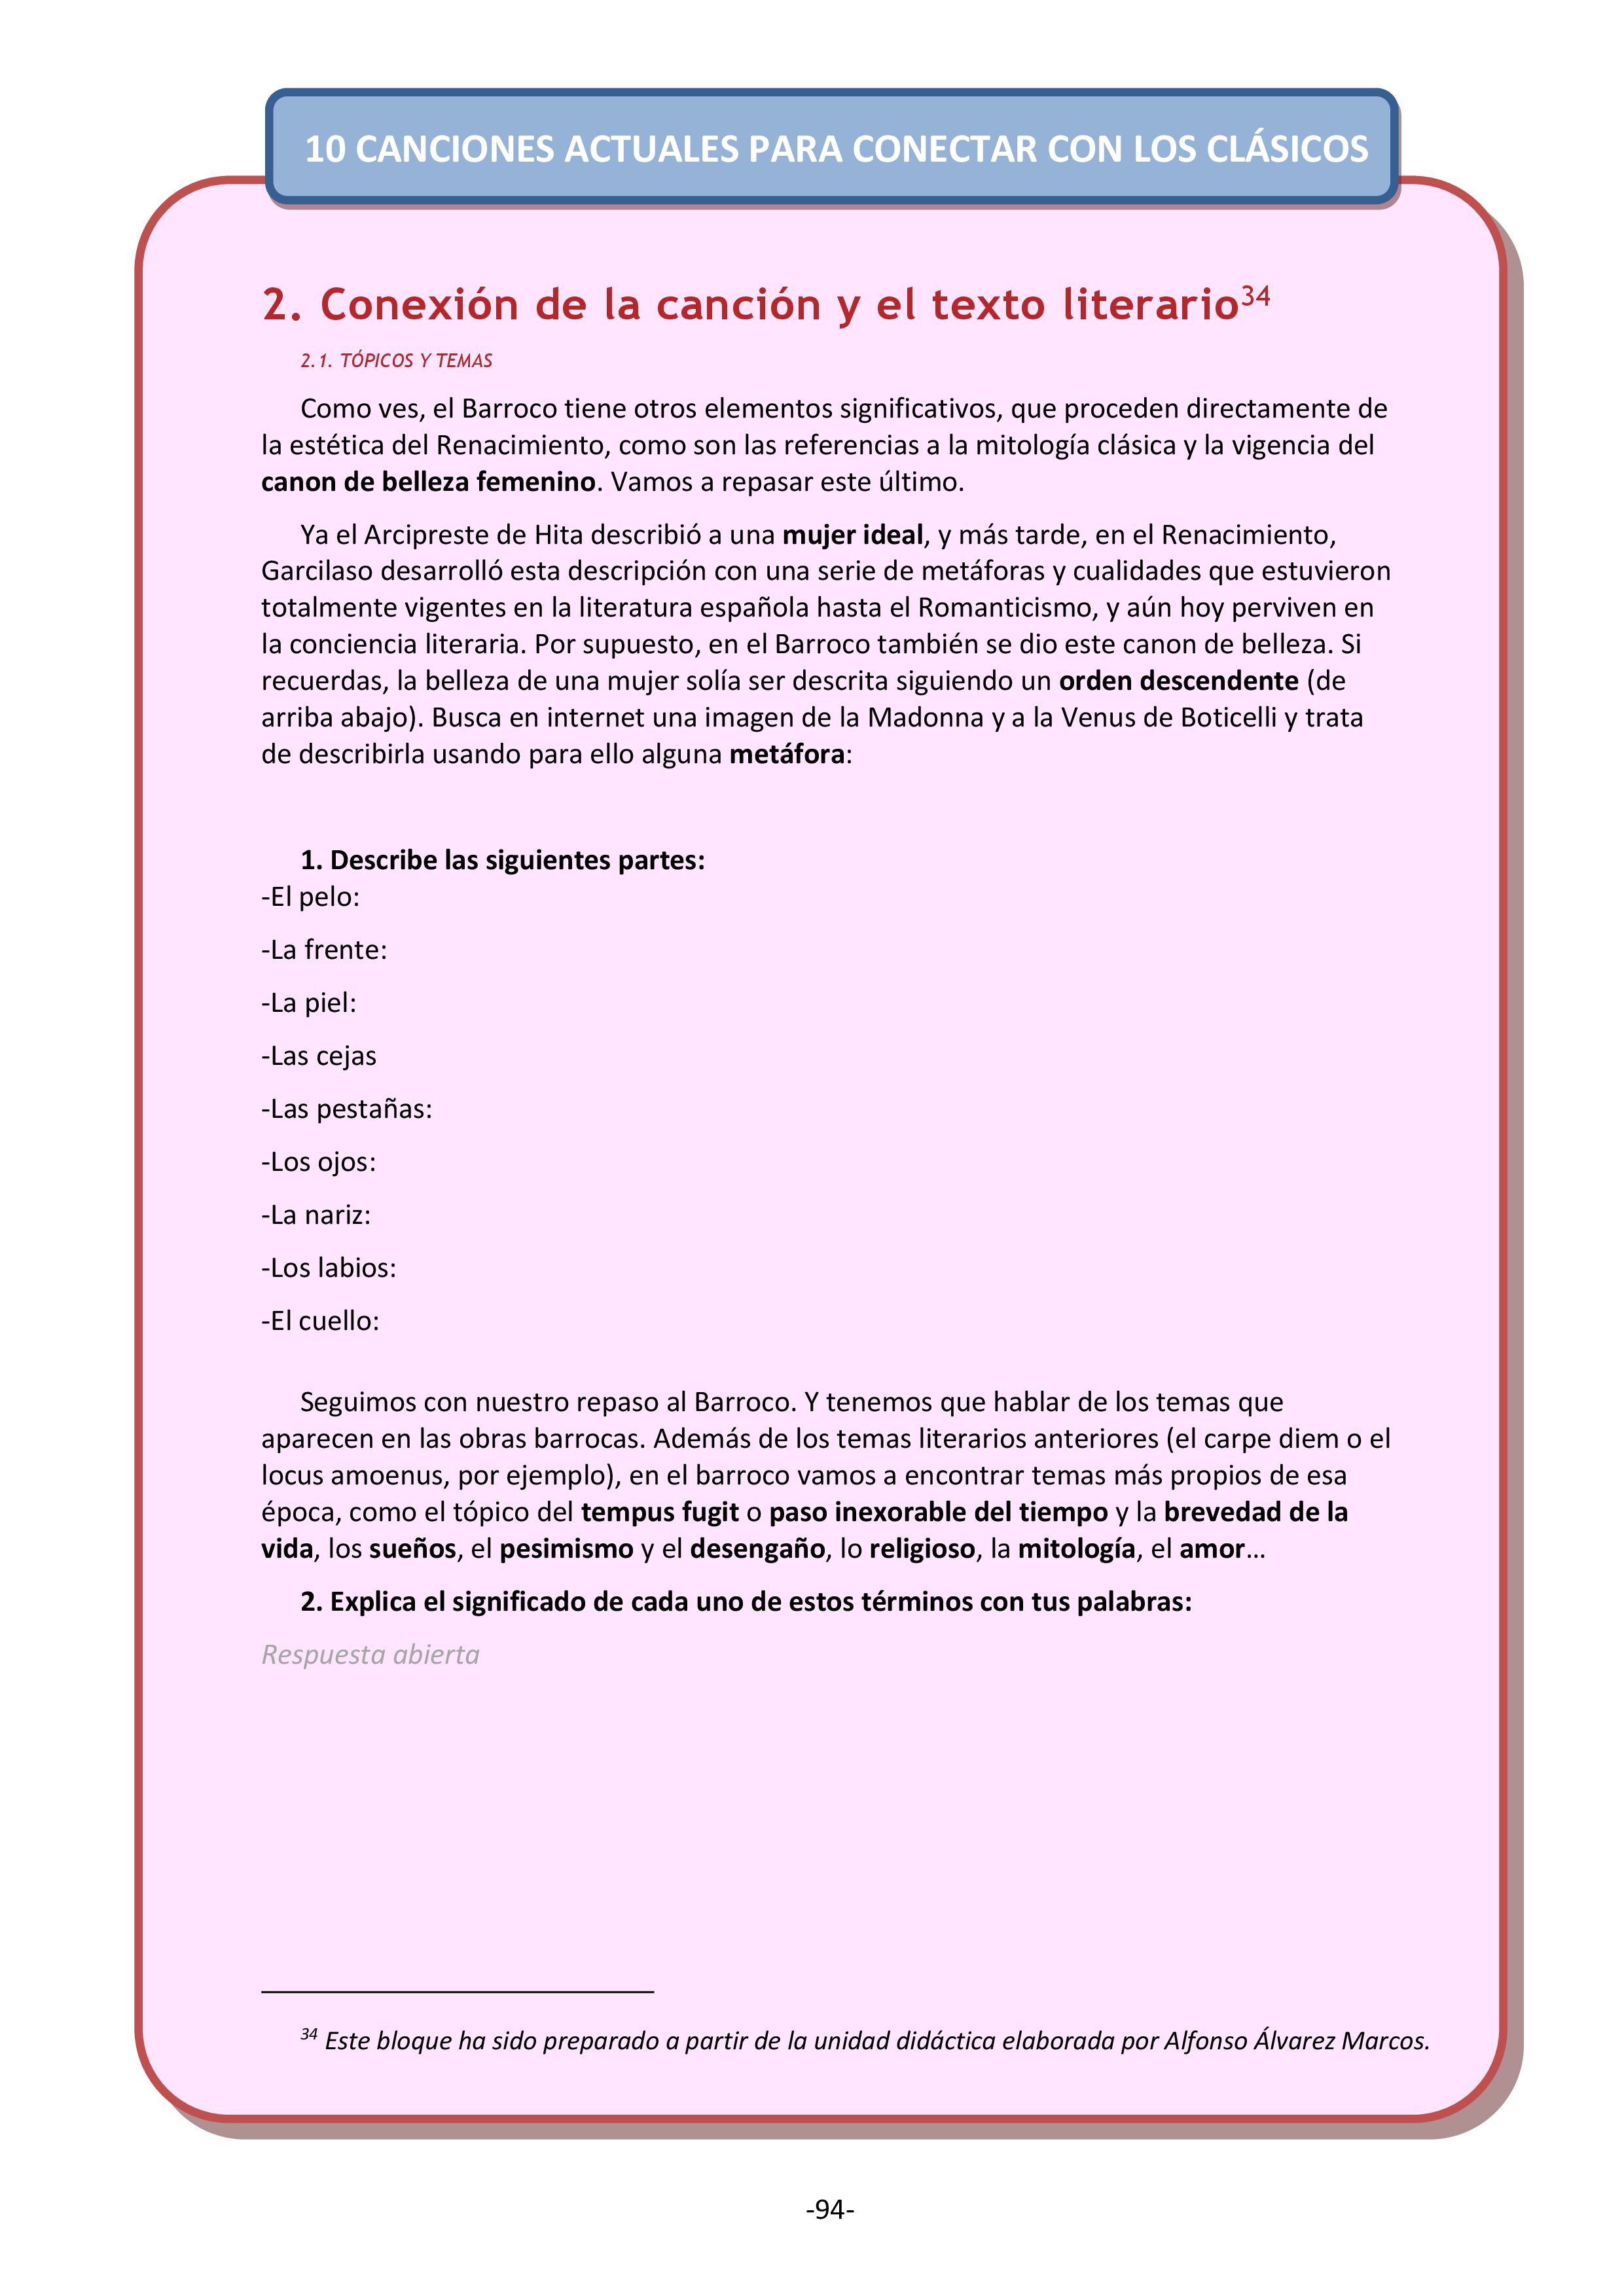 10 CANCIONES ACTUALES PARA CONECTAR CON LOS CLÁSICOS
2. Conexión de la canción y el texto literario34
2.1. TÓPICOS Y TEMAS
Como ves, el Barroco tiene otros elementos significativos, que proceden directamente de
la estética del Renacimiento, como son las referencias a la mitología clásica y la vigencia del
canon de belleza femenino. Vamos a repasar este último.
Ya el Arcipreste de Hita describió a una mujer ideal, y más tarde, en el Renacimiento,
Garcilaso desarrolló esta descripción con una serie de metáforas y cualidades que estuvieron
totalmente vigentes en la literatura española hasta el Romanticismo, y aún hoy perviven en
la conciencia literaria. Por supuesto, en el Barroco también se dio este canon de belleza. Si
recuerdas, la belleza de una mujer solía ser descrita siguiendo un orden descendente (de
arriba abajo). Busca en internet una imagen de la Madonna y a la Venus de Boticelli y trata
de describirla usando para ello alguna metáfora:
1. Describe las siguientes partes:
-El pelo:
-La frente:
-La piel:
-Las cejas
-Las pestañas:
-Los ojos:
-La nariz:
-Los labios:
-El cuello:
Seguimos con nuestro repaso al Barroco. Y tenemos que hablar de los temas que
aparecen en las obras barrocas. Además de los temas literarios anteriores (el carpe diem o el
locus amoenus, por ejemplo), en el barroco vamos a encontrar temas más propios de esa
época, como el tópico del tempus fugit o paso inexorable del tiempo y la brevedad de la
vida, los sueños, el pesimismo y el desengaño, lo religioso, la mitología, el amor...
2. Explica el significado de cada uno de estos términos con tus palabras:
Respuesta abierta
34 Este bloque ha sido preparado a partir de la unidad didáctica elaborada por Alfonso Álvarez Marcos.
-94-